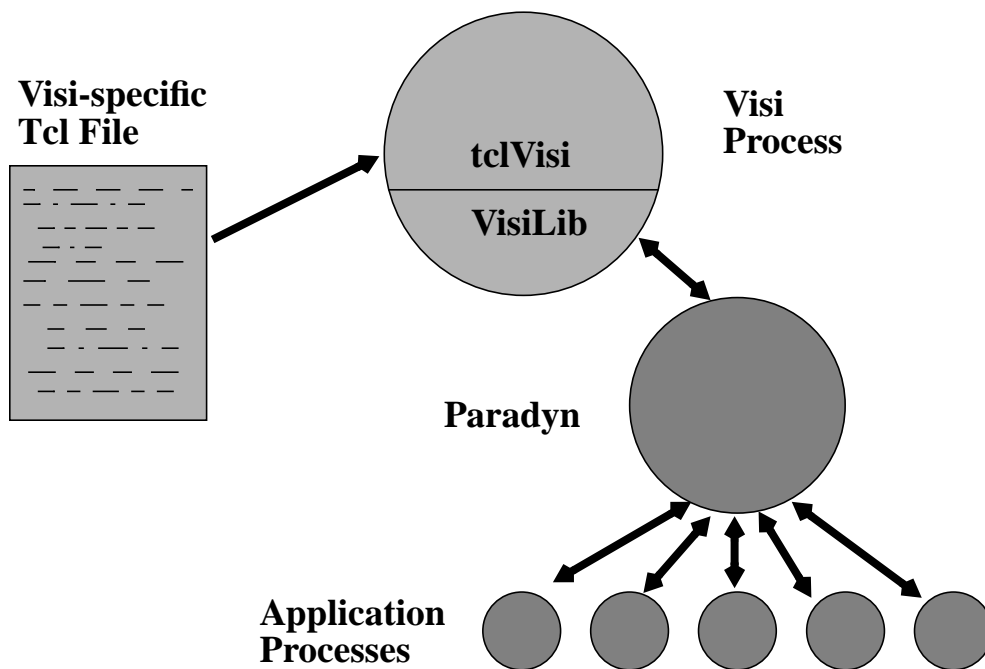 Visi-specific
Tcl File
Visi
Process
tclVisi
VisiLib
Paradyn
Application
Processes